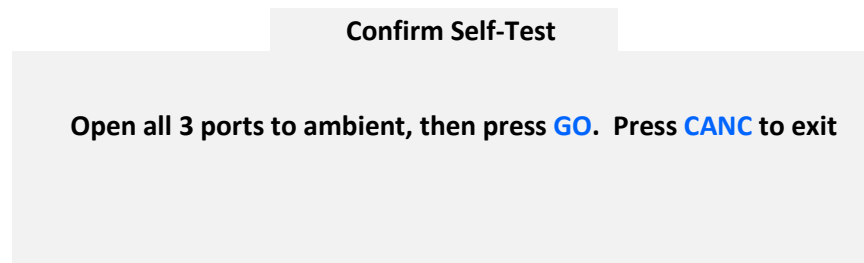 Confirm Self-Test
Open all 3 ports to ambient, then press GO.  Press CANC to exit